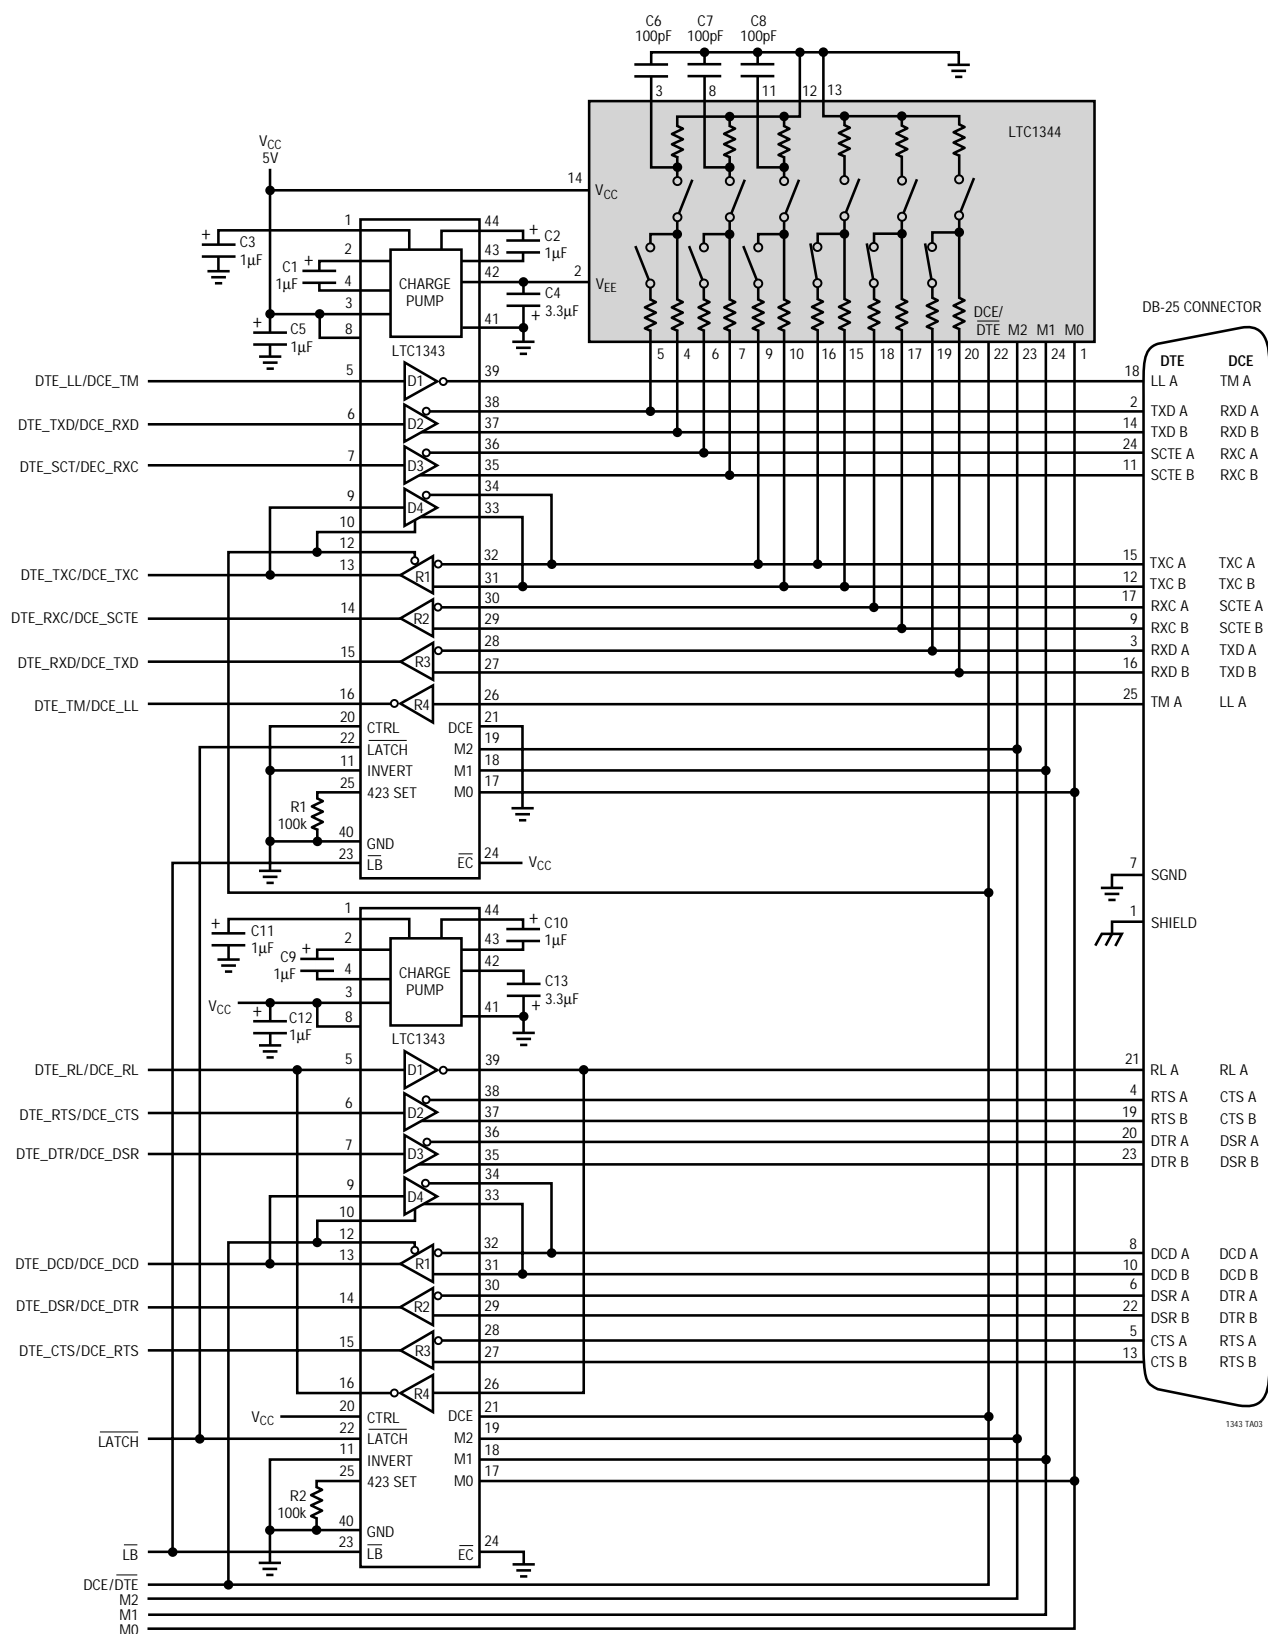 C6 C7 C8
100pF 100pF 100pF
3 8 11 12 13
LTC1344
VCC
5V
14 VCC
1 44
+ C3 1µF
+ C2 1µF
2 43
C1 + 1µF
4 42 2 VEE
CHARGE
PUMP
C4
+ 3.3µF
3
+ C5 1µF
8 41
DCE/
DTE M2 M1 M0
LTC1343
5 4 6 7 9 10 16 15 18 17 19 20 22 23 24 1
DB-25 CONNECTOR
DTE DCE
DTE_LL/DCE_TM 5 D1 39 18 LL A TM A
38 2 TXD A RXD A
DTE_TXD/DCE_RXD 6 D2 37 14 TXD B RXD B
36 24 SCTE A RXC A
DTE_SCT/DEC_RXC 7 D3 35 11 SCTE B RXC B
9 D4 34
10 33
12 32 15 TXC A TXC A
DTE_TXC/DCE_TXC 13 R1 31 12 TXC B TXC B
30 17 RXC A SCTE A
DTE_RXC/DCE_SCTE 14 R2 29 9 RXC B SCTE B
28 3 RXD A TXD A
DTE_RXD/DCE_TXD 15 R3 27 16 RXD B TXD B
DTE_TM/DCE_LL 16 R4 26 25 TM A LL A
20 CTRL DCE 21
22 LATCH M2 19
11 INVERT M1 18
25 423 SET M0 17
R1
100k
40 GND
23 LB EC 24 VCC
7 SGND
1 SHIELD
1 44
+ C11 1µF
+ C10 1µF
2 43
C9 + 1µF
4 42
CHARGE
PUMP
C13
+ 3.3µF
VCC 3
+ C12 1µF
8 41
LTC1343
DTE_RL/DCE_RL 5 D1 39 21 RL A RL A
38 4 RTS A CTS A
DTE_RTS/DCE_CTS 6 D2 37 19 RTS B CTS B
36 20 DTR A DSR A
DTE_DTR/DCE_DSR 7 D3 35 23 DTR B DSR B
9 D4 34
10 33
12 32 8 DCD A DCD A
DTE_DCD/DCE_DCD 13 R1 31 10 DCD B DCD B
30 6 DSR A DTR A
DTE_DSR/DCE_DTR 14 R2 29 22 DSR B DTR B
28 5 CTS A RTS A
DTE_CTS/DCE_RTS 15 R3 27 13 CTS B RTS B
16 R4 26
VCC 20 CTRL DCE 21
1343 TA03
LATCH 22 LATCH M2 19
11 INVERT M1 18
25 423 SET M0 17
R2
100k
40 GND
LB 23 LB EC 24
DCE/DTE
M2
M1
M0